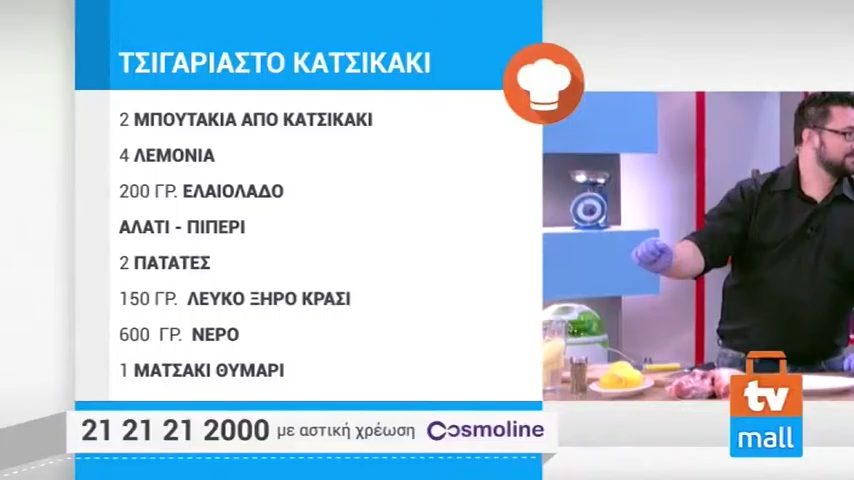 ΤΣΙΓΑΡΙΑΣΤΟ ΚΑΤΣΙΚΑΚΙ
2 ΜΠΟΥΤΑΚΙΑ ΑΠΟ ΚΑΤΣΙΚΑΚΙ
4 ΛΕΜΟΝΙΑ
200 ΓΡ. ΕΛΑΙΟΛΑΔΟ
ΑΛΑΤΙ - ΠΙΠΕΡΙ
2 ΠΑΤΑΤΕΣ
150 ΓΡ. ΛΕΥΚΟ ΞΗΡΟ ΚΡΑΣΙ
600 ΓΡ. ΝΕΡΟ
1 ΜΑΤΣΑΚΙ ΘΥΜΑΡΙ
21 21 21 2000 με αστική χρέωση cosmoline
tv
mall